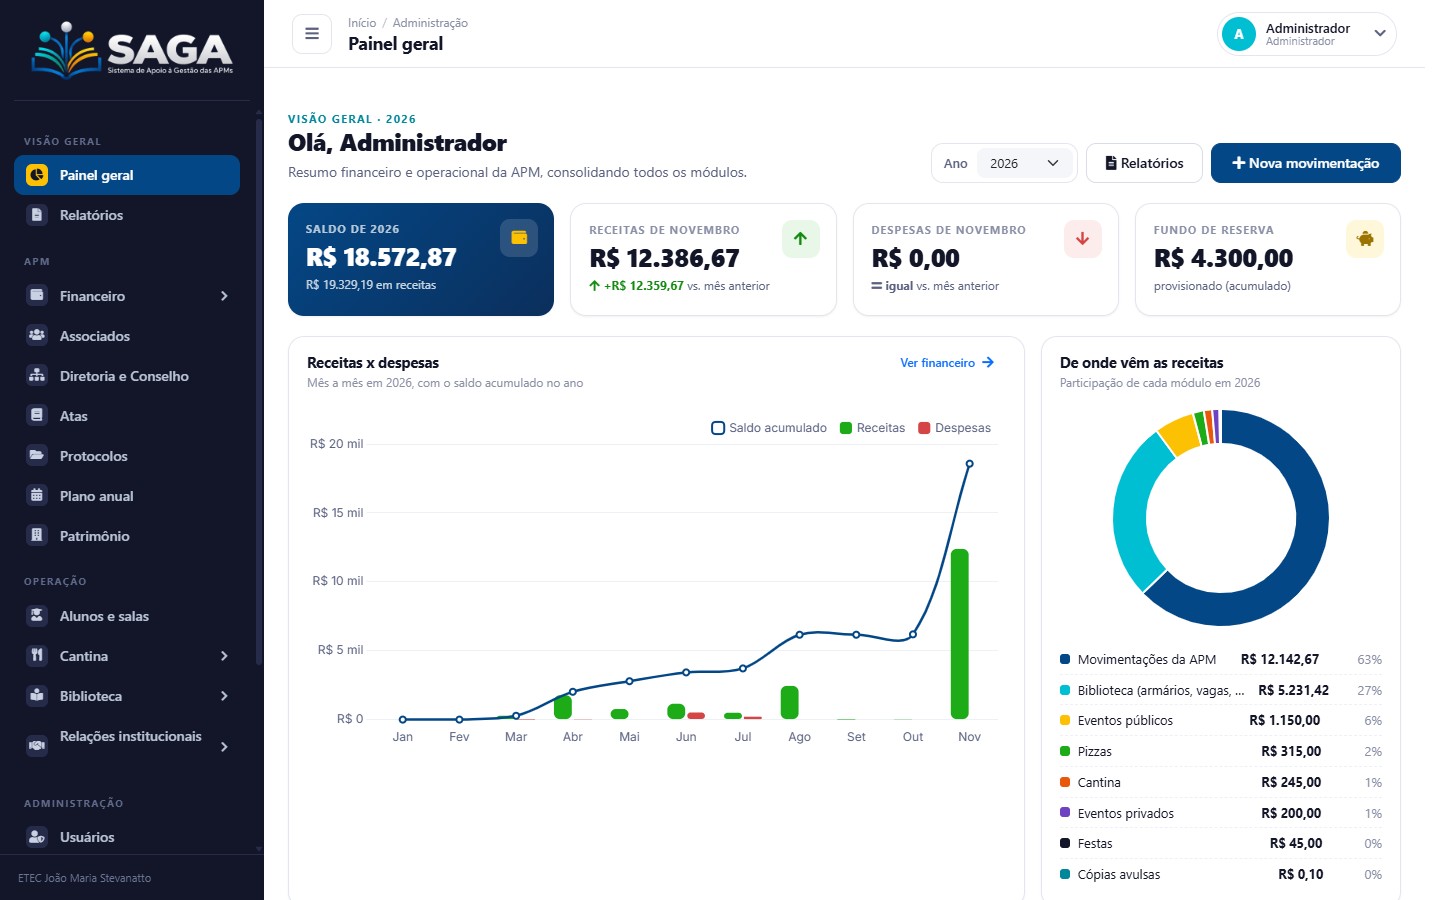 SAGA
Sistema de Apoio à Gestão das APMs
VISÃO GERAL
Painel geral
Relatórios
APM
Financeiro
Associados
Diretoria e Conselho
Atas
Protocolos
Plano anual
Patrimônio
OPERAÇÃO
Alunos e salas
Cantina
Biblioteca
Relações institucionais
ADMINISTRAÇÃO
Usuários
ETEC João Maria Stevanatto
Início / Administração
Painel geral
A
Administrador
Administrador
VISÃO GERAL · 2026
Olá, Administrador
Resumo financeiro e operacional da APM, consolidando todos os módulos.
Ano 2026
Relatórios
Nova movimentação
SALDO DE 2026
R$ 18.572,87
R$ 19.329,19 em receitas
RECEITAS DE NOVEMBRO
R$ 12.386,67
+R$ 12.359,67 vs. mês anterior
DESPESAS DE NOVEMBRO
R$ 0,00
igual vs. mês anterior
FUNDO DE RESERVA
R$ 4.300,00
provisionado (acumulado)
Receitas x despesas
Ver financeiro
Mês a mês em 2026, com o saldo acumulado no ano
Saldo acumulado Receitas Despesas
R$ 20 mil
R$ 15 mil
R$ 10 mil
R$ 5 mil
R$ 0
Jan Fev Mar Abr Mai Jun Jul Ago Set Out Nov
De onde vêm as receitas
Participação de cada módulo em 2026
Movimentações da APM R$ 12.142,67 63%
Biblioteca (armários, vagas, ... R$ 5.231,42 27%
Eventos públicos R$ 1.150,00 6%
Pizzas R$ 315,00 2%
Cantina R$ 245,00 1%
Eventos privados R$ 200,00 1%
Festas R$ 45,00 0%
Cópias avulsas R$ 0,10 0%